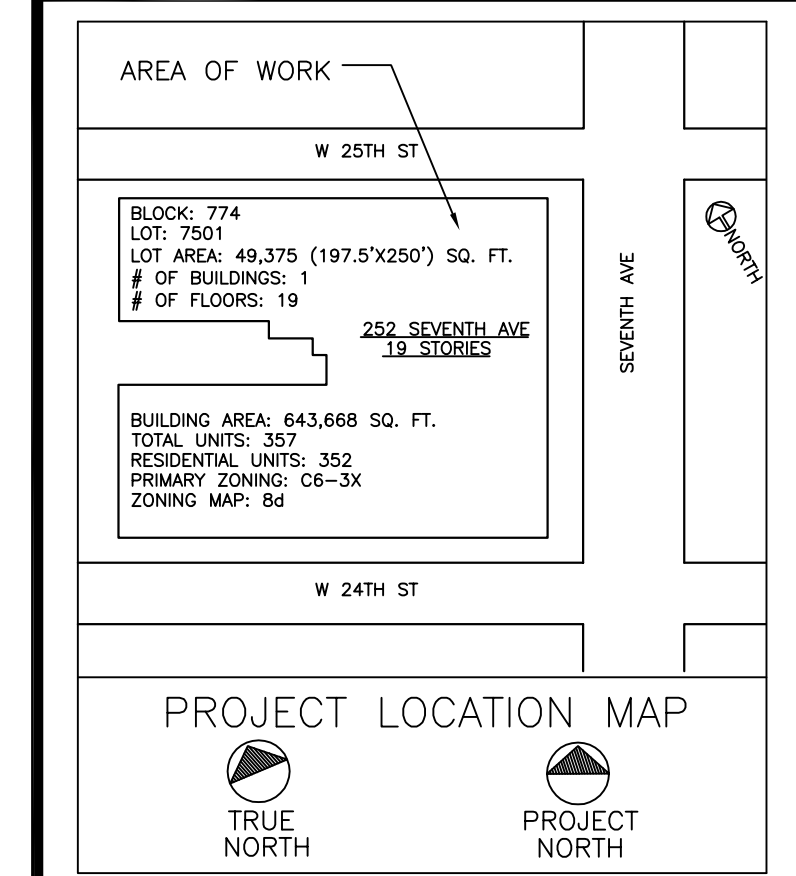 AREA OF WORK
W 25TH ST
BLOCK: 774
LOT: 7501
LOT AREA: 49,375 (197.5'X250') SQ. FT.
# OF BUILDINGS: 1
# OF FLOORS: 19
252 SEVENTH AVE
19 STORIES
BUILDING AREA: 643,668 SQ. FT.
TOTAL UNITS: 357
RESIDENTIAL UNITS: 352
PRIMARY ZONING: C6-3X
ZONING MAP: 8d
SEVENTH AVE
NORTH
W 24TH ST
PROJECT LOCATION MAP
TRUE
NORTH
PROJECT
NORTH